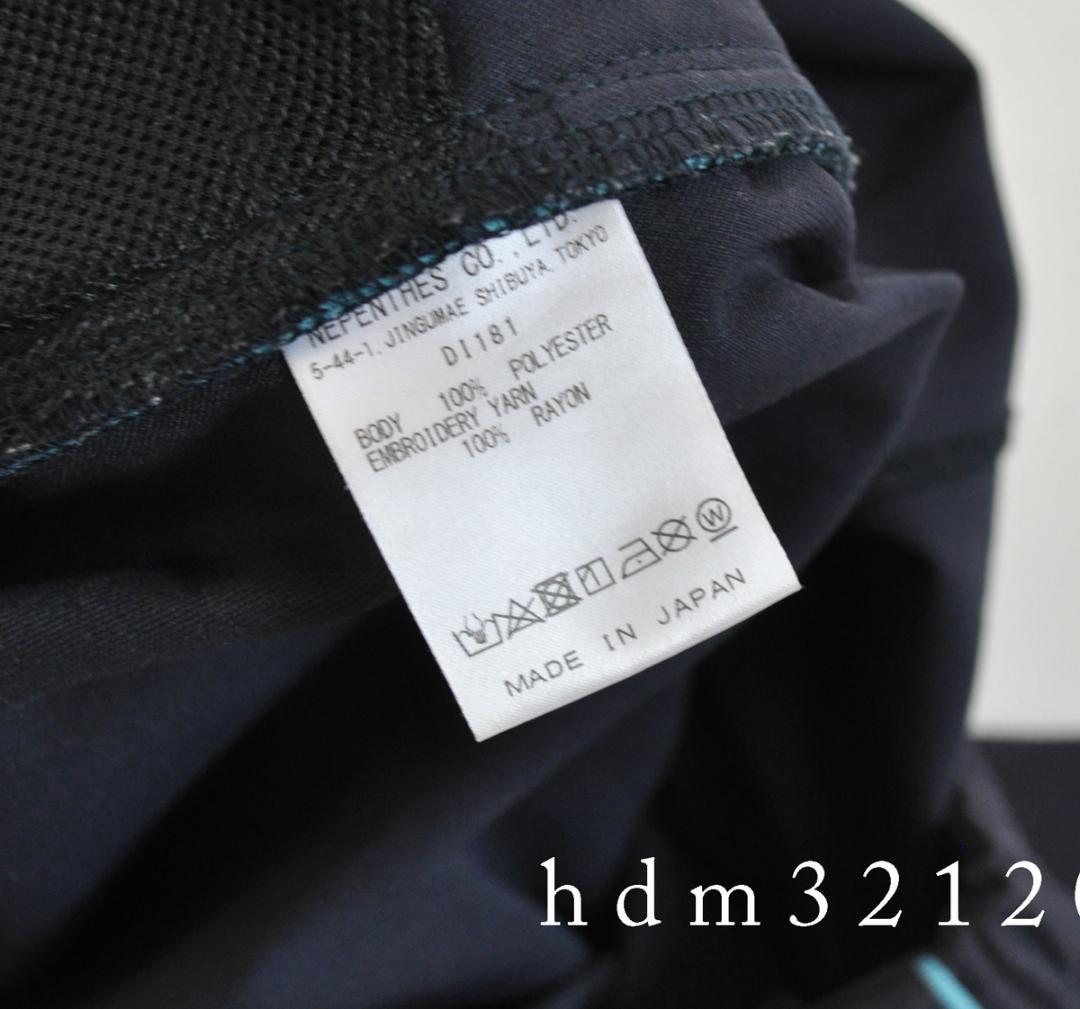 NEPENTHES CO.,LTD.
5-44-1.JINGUMAE SHIBUYA.TOKYO
DI181
BODY 100% POLYESTER
EMBROIDERY YARN
100% RAYON
W
MADE IN JAPAN
hdm3212